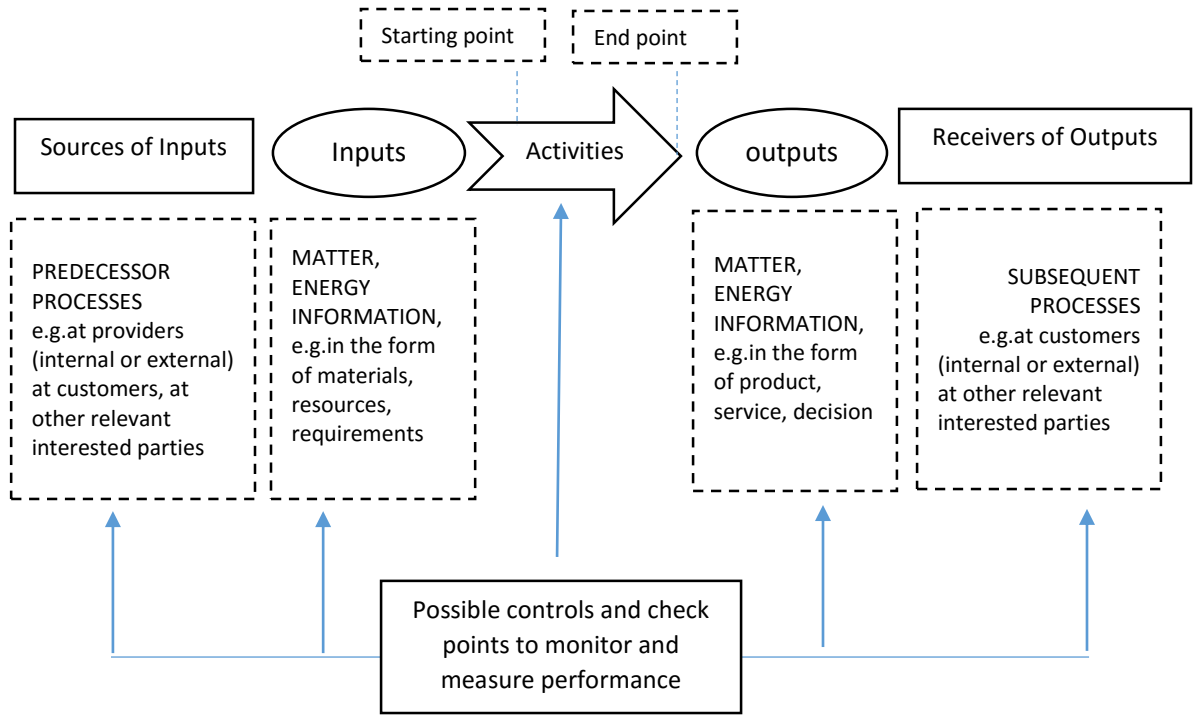 Starting point
End point
Sources of Inputs
Inputs
Activities
outputs
Receivers of Outputs
PREDECESSOR
PROCESSES
e.g.at providers
(internal or external)
at customers, at
other relevant
interested parties
MATTER,
ENERGY
INFORMATION,
e.g.in the form
of materials,
resources,
requirements
MATTER,
ENERGY
INFORMATION,
e.g.in the form
of product,
service, decision
SUBSEQUENT
PROCESSES
e.g.at customers
(internal or external)
at other relevant
interested parties
Possible controls and check
points to monitor and
measure performance